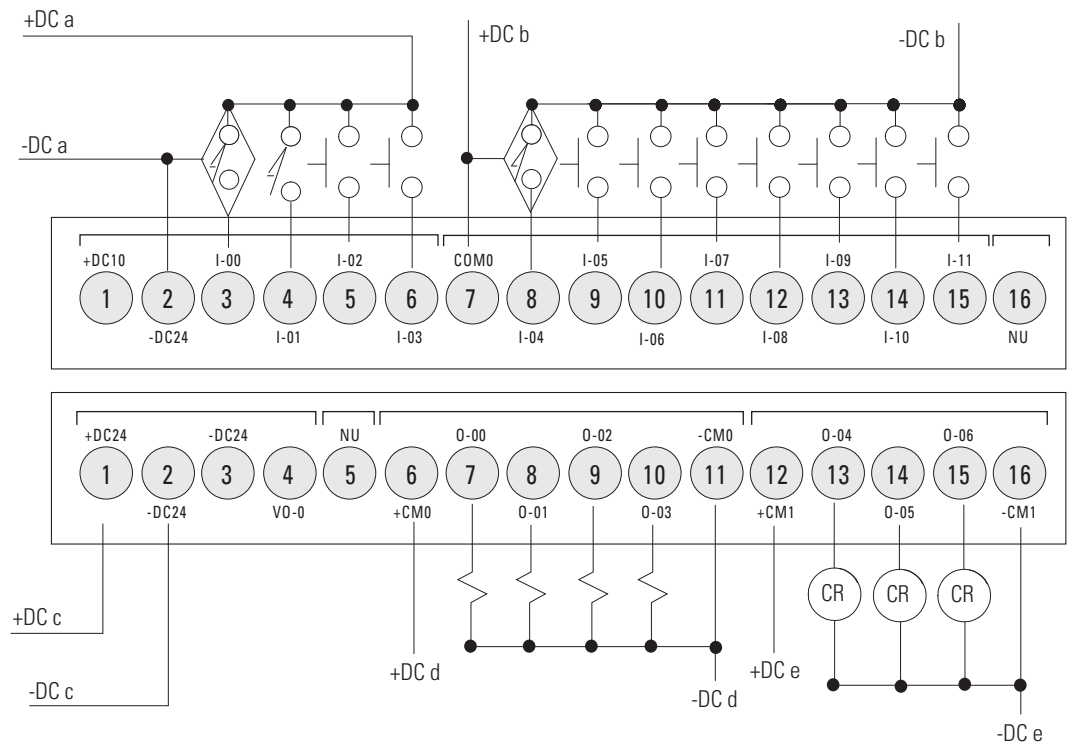 +DC a
+DC b
-DC b
-DC a
+DC10 I-00 I-02 COM0 I-05 I-07 I-09 I-11
1 2 3 4 5 6 7 8 9 10 11 12 13 14 15 16
-DC24 I-01 I-03 I-04 I-06 I-08 I-10 NU
+DC24 -DC24 NU O-00 O-02 -CM0 O-04 O-06
1 2 3 4 5 6 7 8 9 10 11 12 13 14 15 16
-DC24 VO-0 +CM0 O-01 O-03 +CM1 O-05 -CM1
CR CR CR
+DC c
+DC d
+DC e
-DC c
-DC d
-DC e